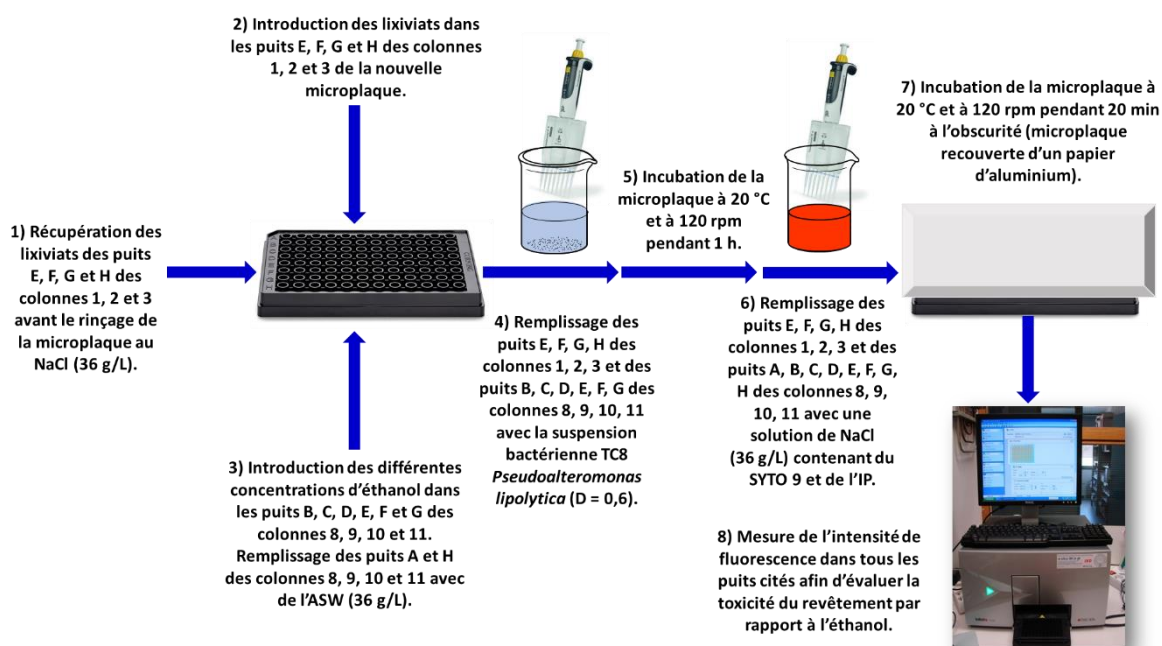 1) Récupération des
lixiviats des puits
E, F, G et H des
colonnes 1, 2 et 3
avant le rinçage de
la microplaque au
NaCl (36 g/L).
2) Introduction des lixiviats dans
les puits E, F, G et H des colonnes
1, 2 et 3 de la nouvelle
microplaque.
3) Introduction des différentes
concentrations d’éthanol dans
les puits B, C, D, E, F et G des
colonnes 8, 9, 10 et 11.
Remplissage des puits A et H
des colonnes 8, 9, 10 et 11 avec
de l’ASW (36 g/L).
4) Remplissage des
puits E, F, G, H des
colonnes 1, 2, 3 et des
puits B, C, D, E, F, G des
colonnes 8, 9, 10, 11
avec la suspension
bactérienne TC8
Pseudoalteromonas
lipolytica (D = 0,6).
5) Incubation de la
microplaque à 20 °C
et à 120 rpm
pendant 1 h.
6) Remplissage des
puits E, F, G, H des
colonnes 1, 2, 3 et des
puits A, B, C, D, E, F, G,
H des colonnes 8, 9,
10, 11 avec une
solution de NaCl
(36 g/L) contenant du
SYTO 9 et de l’IP.
7) Incubation de la microplaque à
20 °C et à 120 rpm pendant 20 min
à l’obscurité (microplaque
recouverte d’un papier
d’aluminium).
8) Mesure de l’intensité de
fluorescence dans tous les
puits cités afin d’évaluer la
toxicité du revêtement par
rapport à l’éthanol.